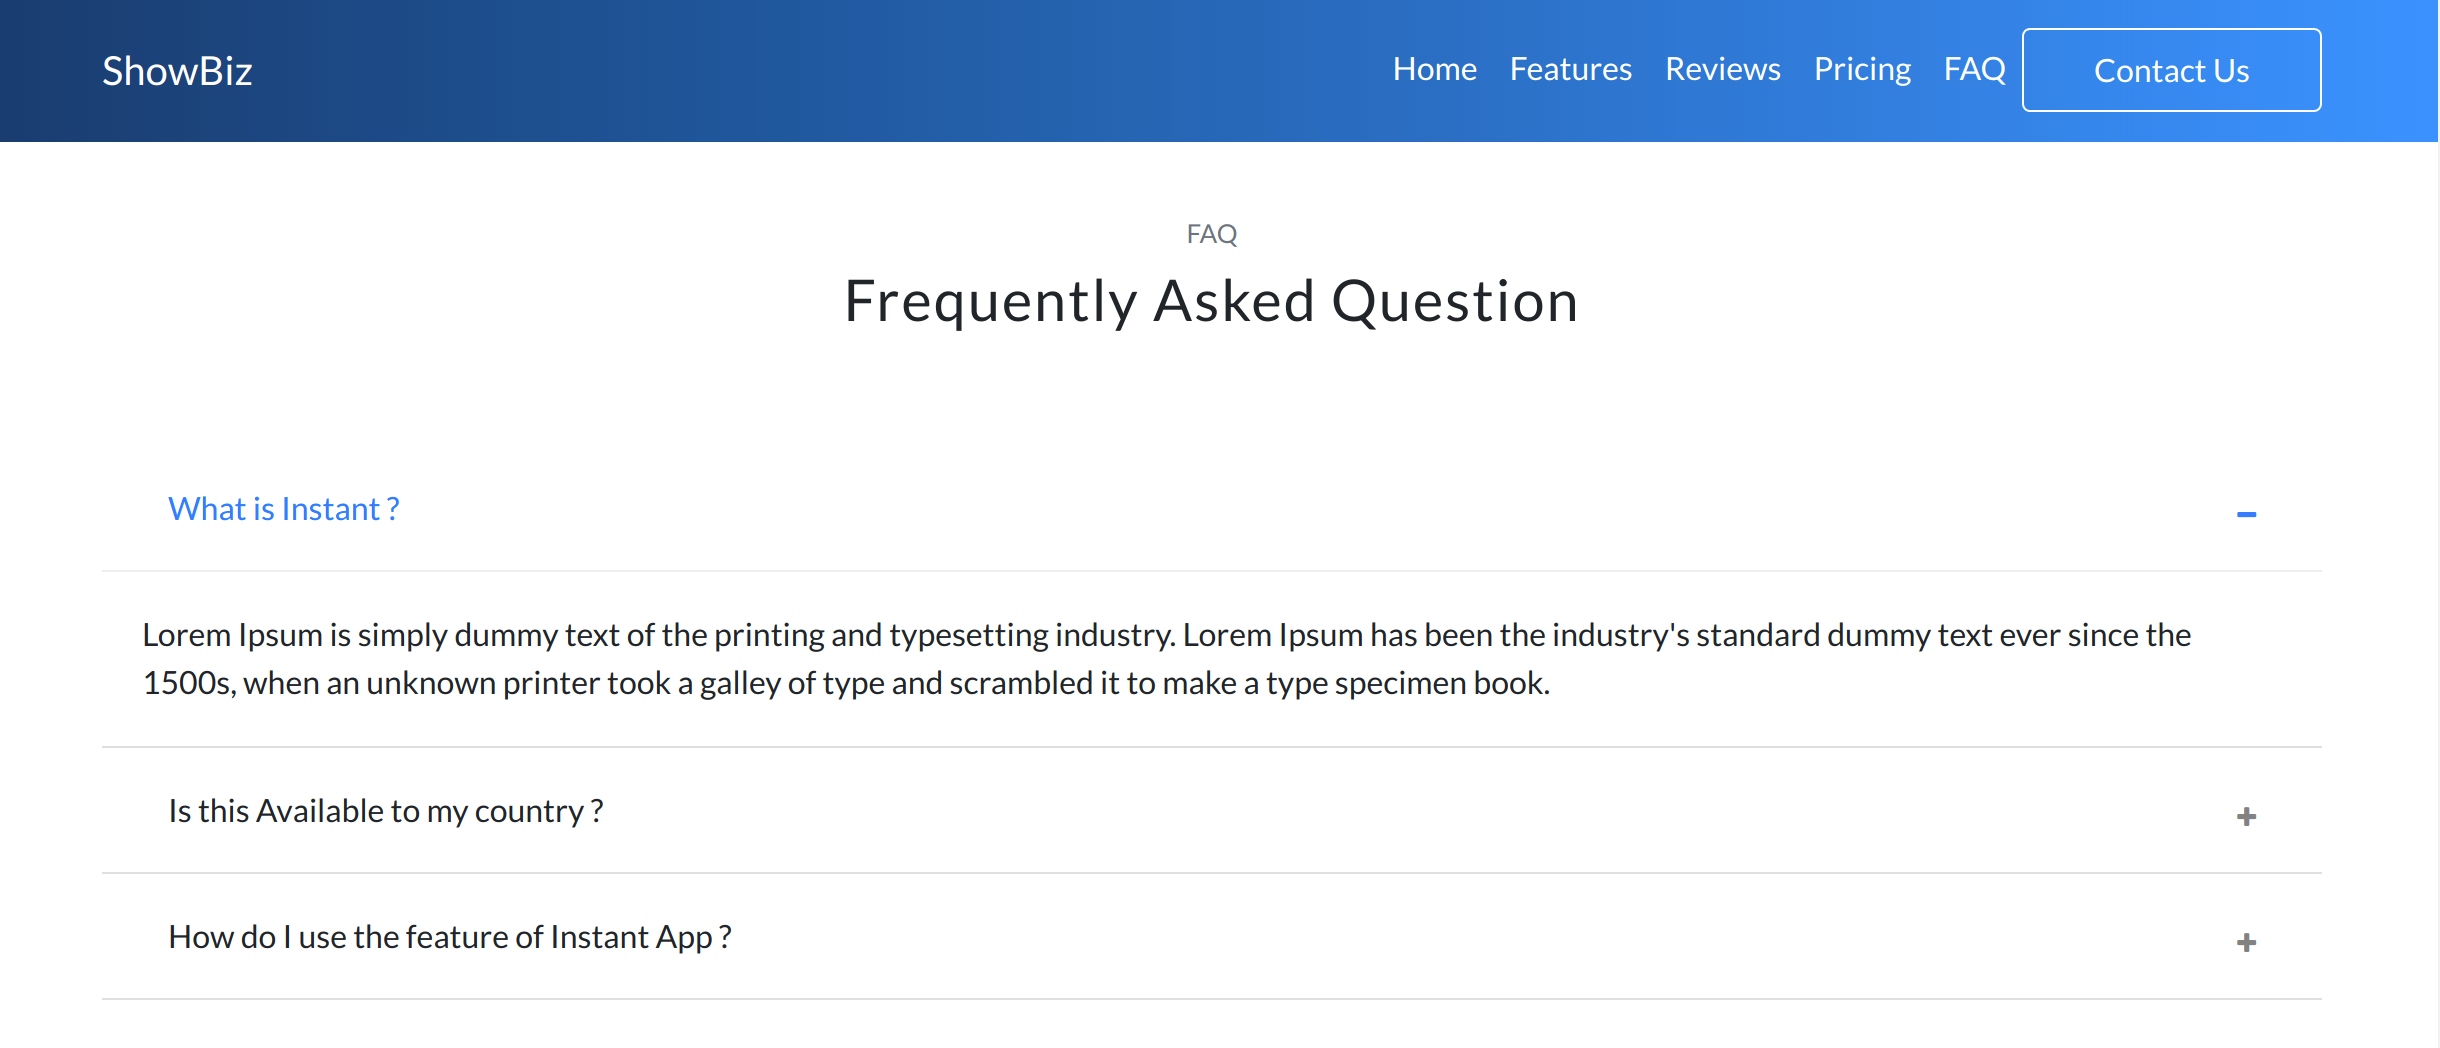 ShowBiz
Home Features Reviews Pricing FAQ Contact Us
FAQ
Frequently Asked Question
What is Instant ?
Lorem Ipsum is simply dummy text of the printing and typesetting industry. Lorem Ipsum has been the industry's standard dummy text ever since the
1500s, when an unknown printer took a galley of type and scrambled it to make a type specimen book.
Is this Available to my country ?
How do I use the feature of Instant App ?